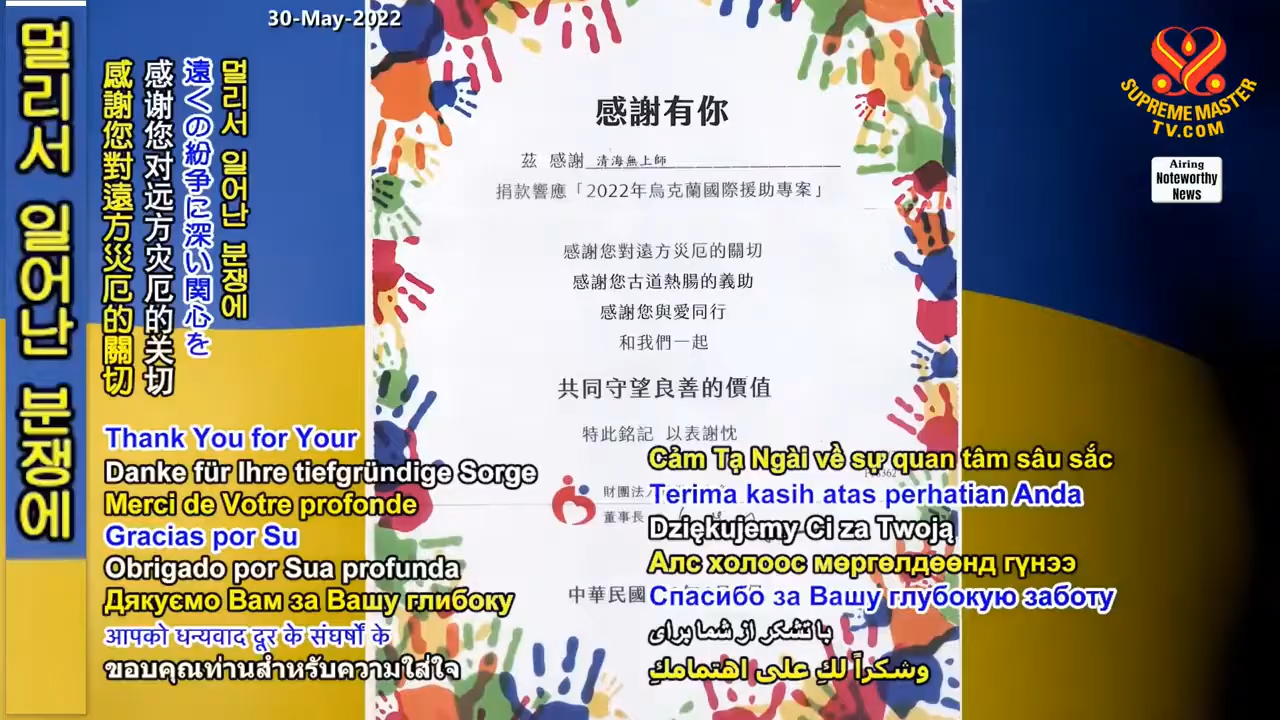 30-May-2022
멀리서 일어난 분쟁에
感謝您對遠方災厄的關切
感谢您对远方灾厄的关切
遠くの紛争に深い関心を
멀리서 일어난 분쟁에
感謝有你
茲 感謝 清海無上師
捐款響應「2022年烏克蘭國際援助專案」
感謝您對遠方災厄的關切
感謝您古道熱腸的義助
感謝您與愛同行
和我們一起
共同守望良善的價值
特此銘記 以表謝忱
財團法人
董事長
中華民國
Thank You for Your
Danke für Ihre tiefgründige Sorge
Merci de Votre profonde
Gracias por Su
Obrigado por Sua profunda
Дякуємо Вам за Вашу глибоку
आपको धन्यवाद दूर के संघर्षों के
ขอบคุณท่านสำหรับความใส่ใจ
Cảm Tạ Ngài về sự quan tâm sâu sắc
Terima kasih atas perhatian Anda
Dziękujemy Ci za Twoją
Алс холоос мөргөлдөөнд гүнээ
Спасибо за Вашу глубокую заботу
با تشکر از شما برای
وشكراً لكِ على اهتمامكِ
SUPREME MASTER
TV.COM
Airing
Noteworthy
News